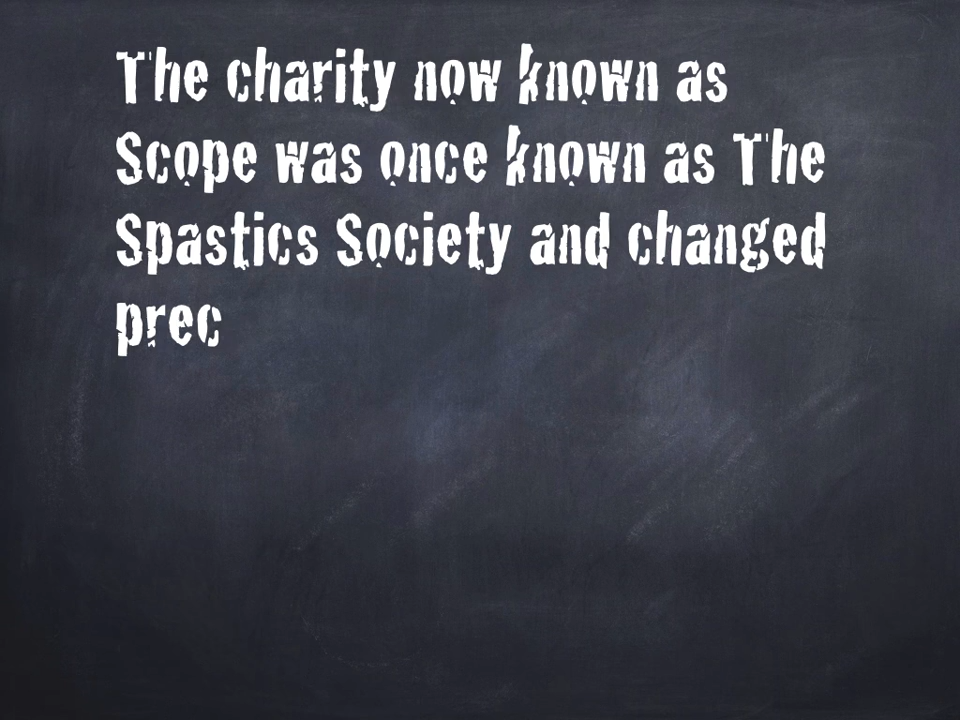 The charity now known as
Scope was once known as The
Spastics Society and changed
prec